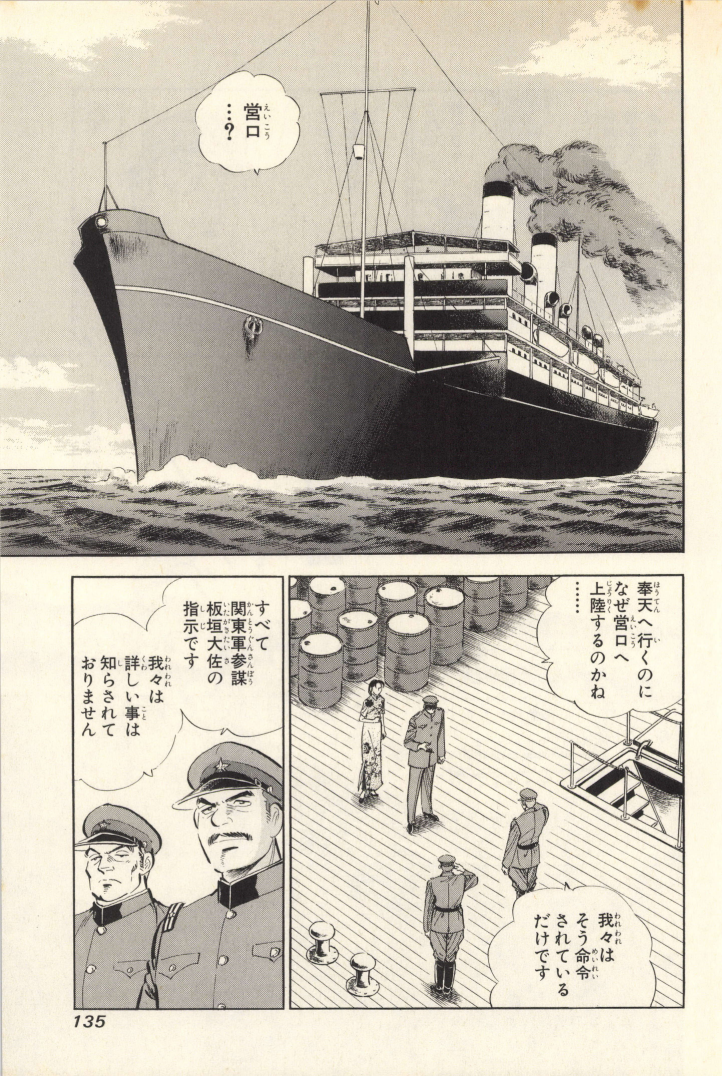 営口
…?
奉天へ行くのに
なぜ営口へ
上陸するのかね
……
我々は
そう命令
されている
だけです
すべて
関東軍参謀
板垣大佐の
指示です
我々は
詳しい事は
知らされて
おりません
135